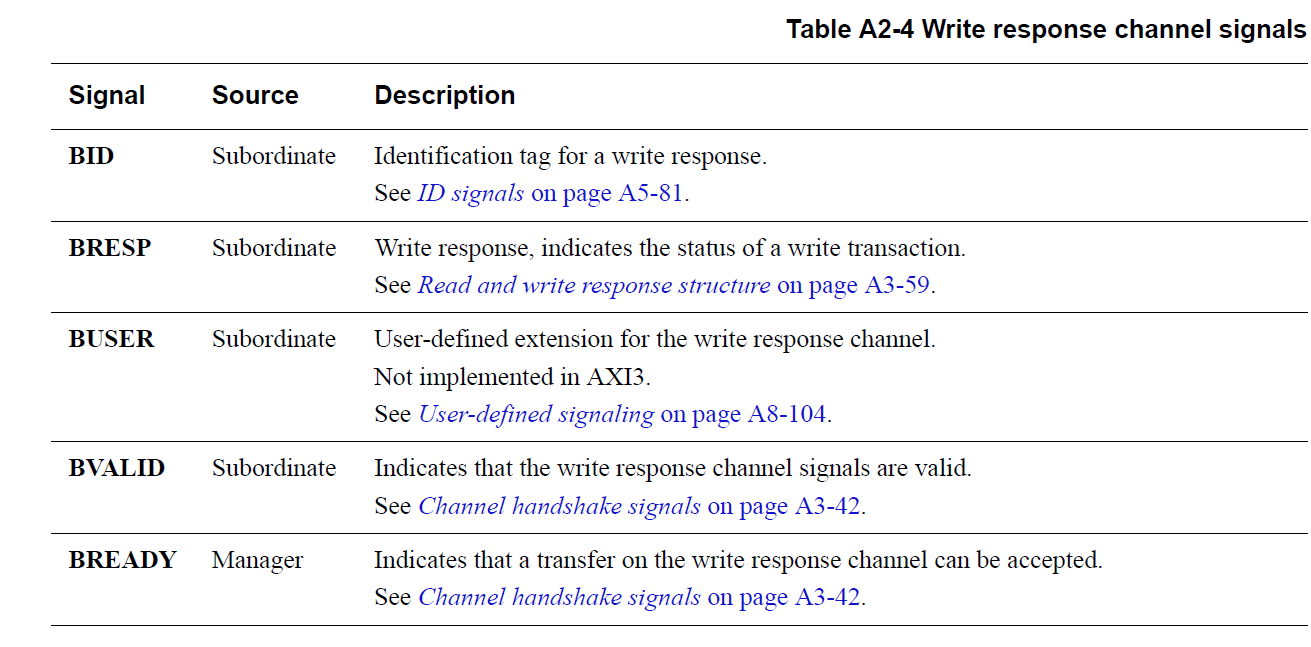 Table A2-4 Write response channel signals
Signal Source Description
BID Subordinate Identification tag for a write response.
See ID signals on page A5-81.
BRESP Subordinate Write response, indicates the status of a write transaction.
See Read and write response structure on page A3-59.
BUSER Subordinate User-defined extension for the write response channel.
Not implemented in AXI3.
See User-defined signaling on page A8-104.
BVALID Subordinate Indicates that the write response channel signals are valid.
See Channel handshake signals on page A3-42.
BREADY Manager Indicates that a transfer on the write response channel can be accepted.
See Channel handshake signals on page A3-42.